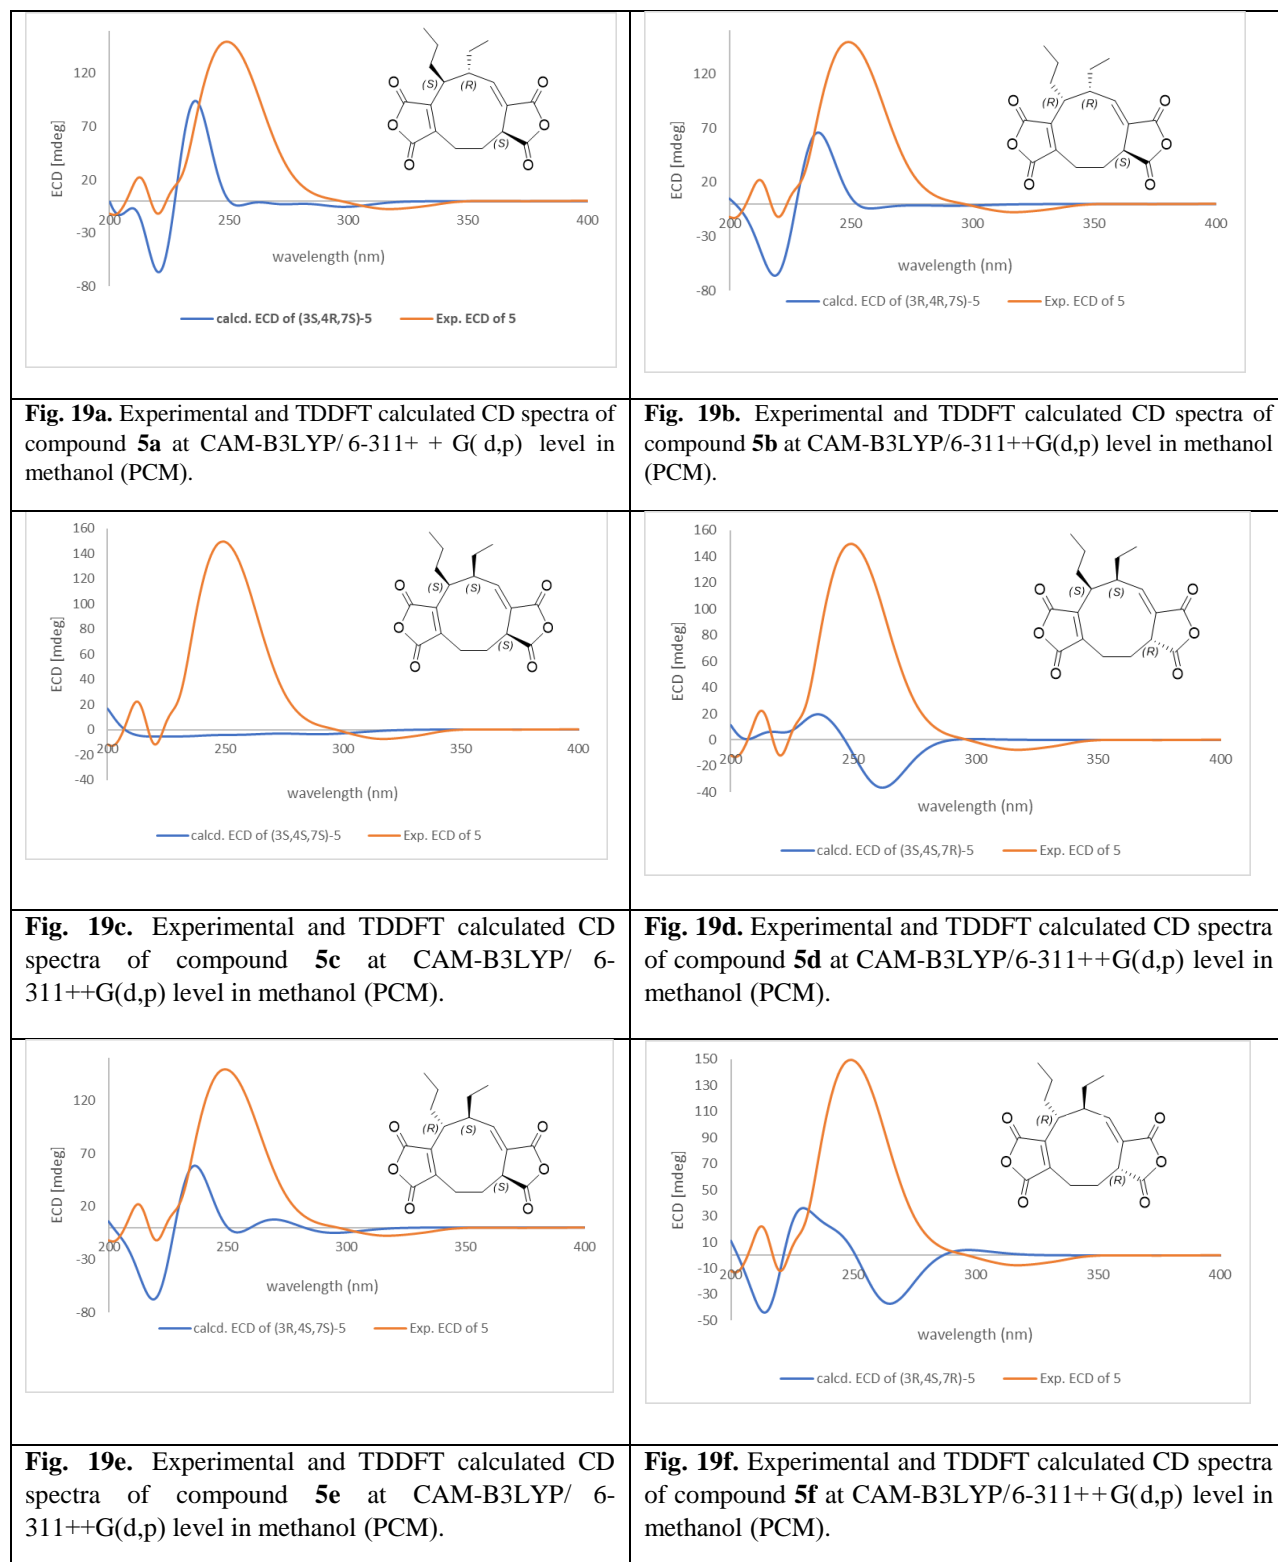 120
70
20
-30
-80
200
250
300
350
400
ECD [mdeg]
wavelength (nm)
(S)
(R)
(S)
O
O
O
O
O
O
calcd. ECD of (3S,4R,7S)-5
Exp. ECD of 5
Fig. 19a. Experimental and TDDFT calculated CD spectra of
compound 5a at CAM-B3LYP/ 6-311+ + G( d,p) level in
methanol (PCM).
120
70
20
-30
-80
200
250
300
350
400
ECD [mdeg]
wavelength (nm)
(R)
(R)
(S)
O
O
O
O
O
O
calcd. ECD of (3R,4R,7S)-5
Exp. ECD of 5
Fig. 19b. Experimental and TDDFT calculated CD spectra of
compound 5b at CAM-B3LYP/6-311++G(d,p) level in methanol
(PCM).
160
140
120
100
80
60
40
20
0
-20
-40
200
250
300
350
400
ECD [mdeg]
wavelength (nm)
(S)
(S)
(S)
O
O
O
O
O
O
calcd. ECD of (3S,4S,7S)-5
Exp. ECD of 5
Fig. 19c. Experimental and TDDFT calculated CD
spectra of compound 5c at CAM-B3LYP/ 6-
311++G(d,p) level in methanol (PCM).
160
140
120
100
80
60
40
20
0
-20
-40
200
250
300
350
400
ECD [mdeg]
wavelength (nm)
(S)
(S)
(R)
O
O
O
O
O
O
calcd. ECD of (3S,4S,7R)-5
Exp. ECD of 5
Fig. 19d. Experimental and TDDFT calculated CD spectra
of compound 5d at CAM-B3LYP/6-311++G(d,p) level in
methanol (PCM).
120
70
20
-30
-80
200
250
300
350
400
ECD [mdeg]
wavelength (nm)
(R)
(S)
(S)
O
O
O
O
O
O
calcd. ECD of (3R,4S,7S)-5
Exp. ECD of 5
Fig. 19e. Experimental and TDDFT calculated CD
spectra of compound 5e at CAM-B3LYP/ 6-
311++G(d,p) level in methanol (PCM).
150
130
110
90
70
50
30
10
-10
-30
-50
200
250
300
350
400
ECD [mdeg]
wavelength (nm)
(R)
(S)
(R)
O
O
O
O
O
O
calcd. ECD of (3R,4S,7R)-5
Exp. ECD of 5
Fig. 19f. Experimental and TDDFT calculated CD spectra
of compound 5f at CAM-B3LYP/6-311++G(d,p) level in
methanol (PCM).